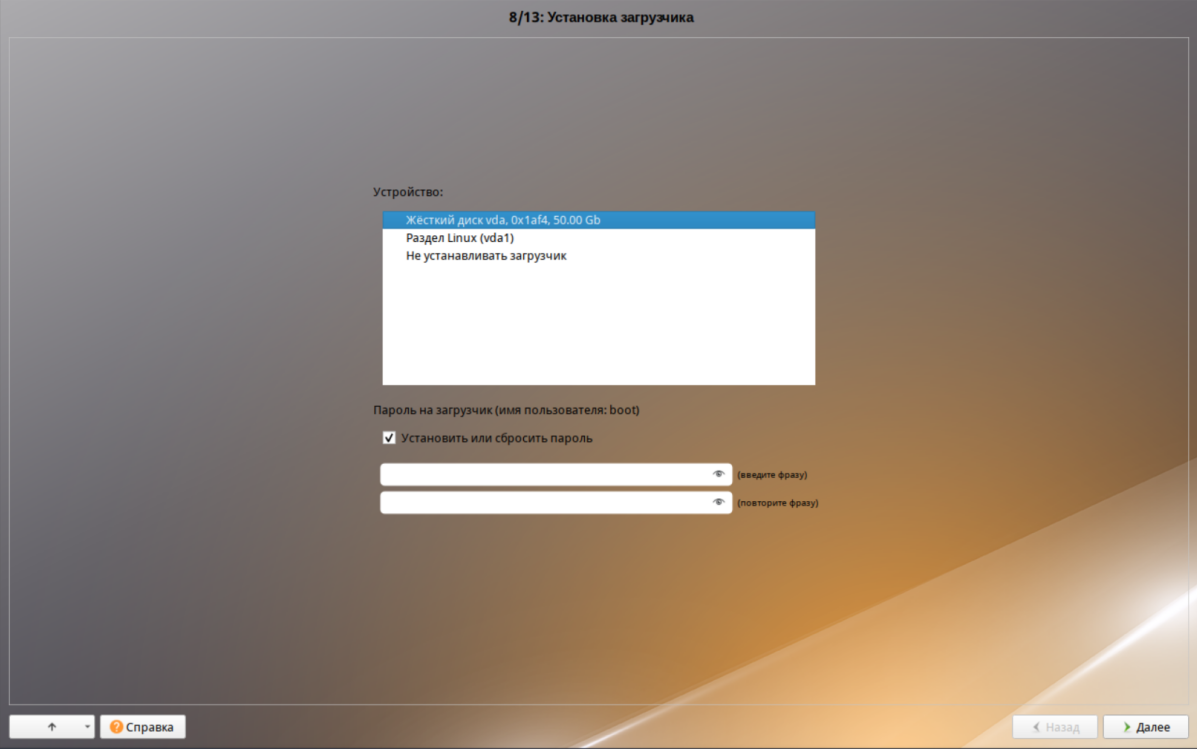 8/13: Установка загрузчика
Устройство:
Жёсткий диск vda, 0x1af4, 50.00 Gb
Раздел Linux (vda1)
Не устанавливать загрузчик
Пароль на загрузчик (имя пользователя: boot)
Установить или сбросить пароль
(введите фразу)
(повторите фразу)
Справка
Назад
Далее